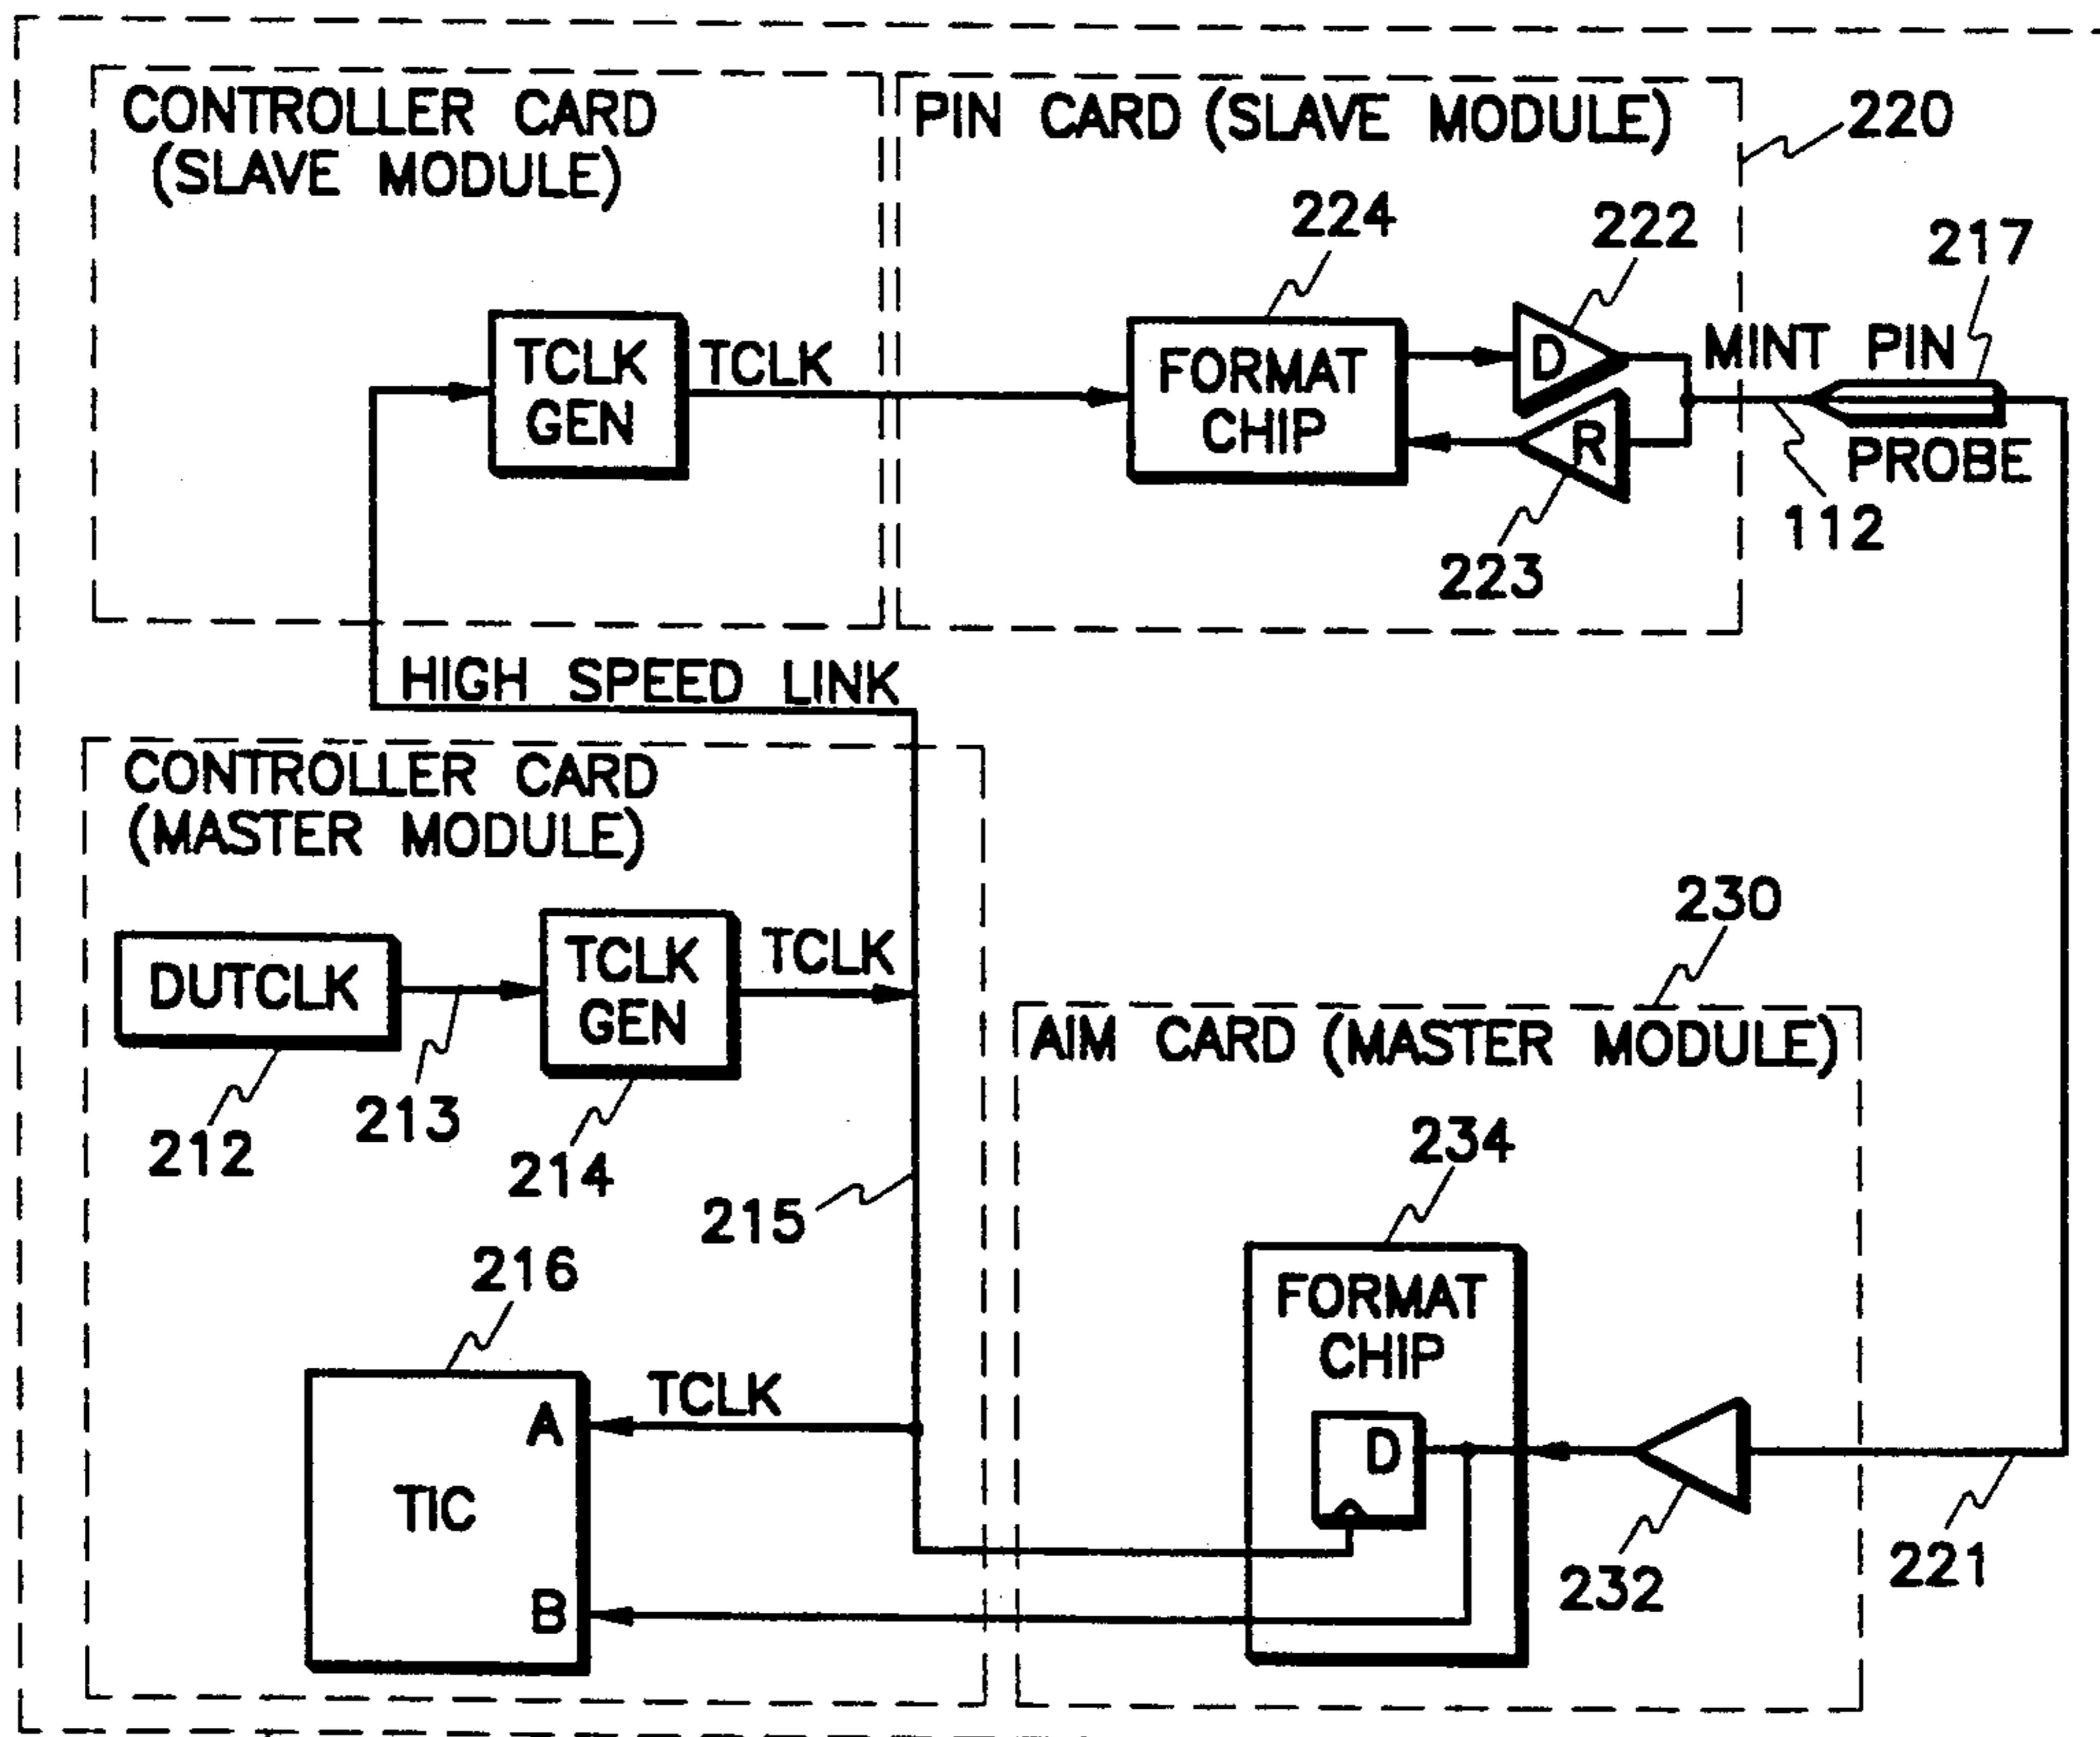 CONTROLLER CARD
(SLAVE MODULE)
PIN CARD (SLAVE MODULE)
220
224
222
217
TCLK
GEN
TCLK
FORMAT
CHIP
D
R
MINT PIN
PROBE
112
223
HIGH SPEED LINK
CONTROLLER CARD
(MASTER MODULE)
DUTCLK
TCLK
GEN
TCLK
212
213
214
215
230
AIM CARD (MASTER MODULE)
234
216
FORMAT
CHIP
TCLK
A
TIC
B
D
232
221